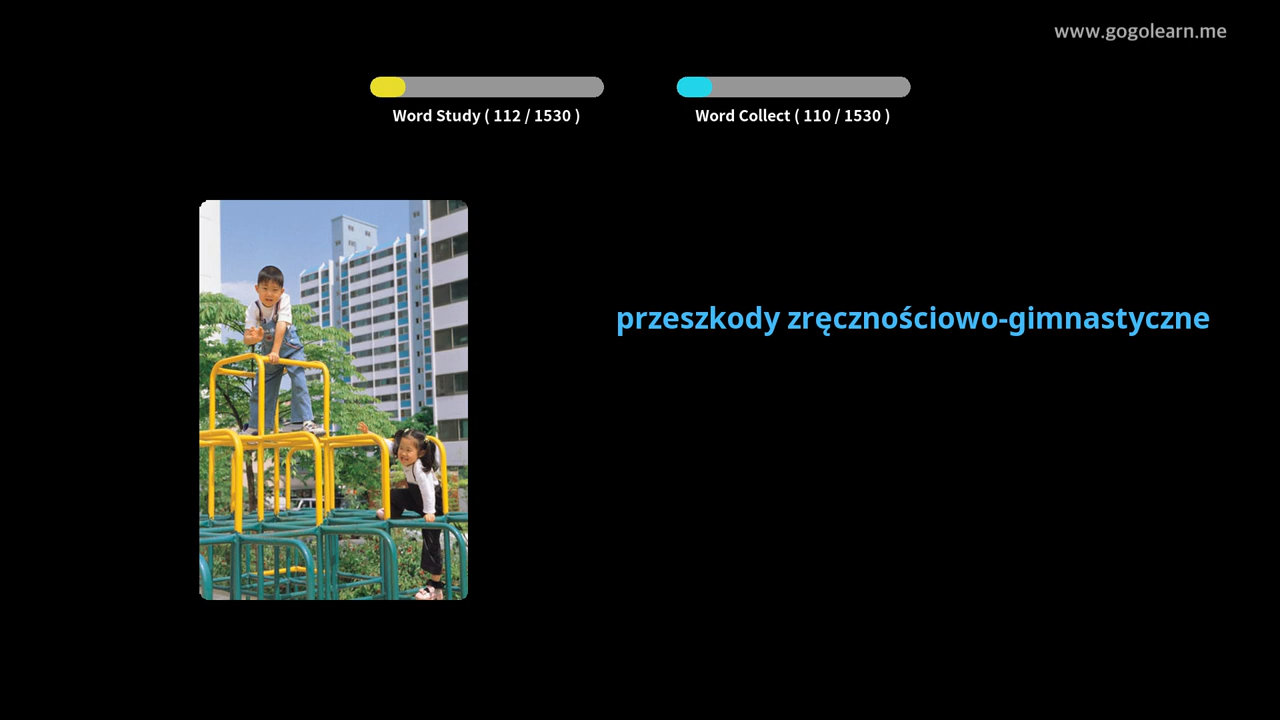 www.gogolearn.me
Word Study ( 112 / 1530 )
Word Collect ( 110 / 1530 )
przeszkody zręcznościowo-gimnastyczne